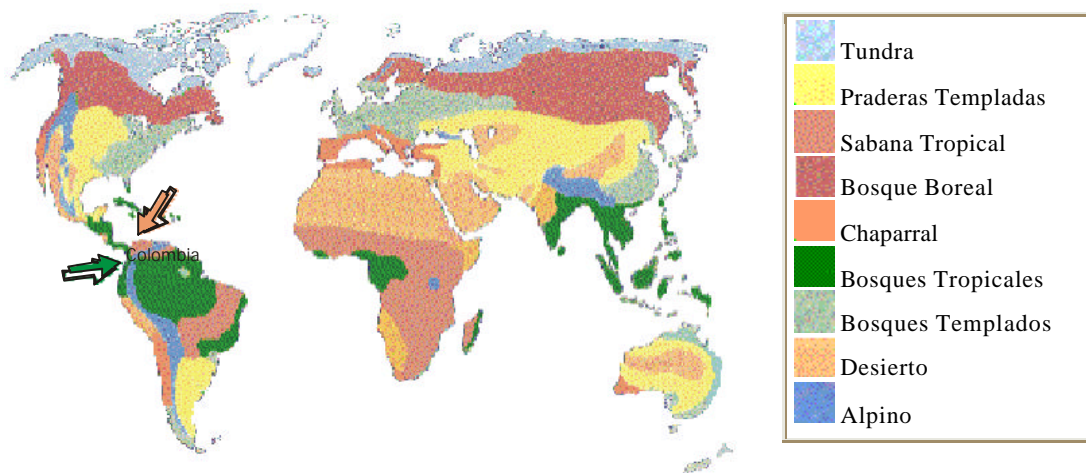 Colombia
Tundra
Praderas Templadas
Sabana Tropical
Bosque Boreal
Chaparral
Bosques Tropicales
Bosques Templados
Desierto
Alpino